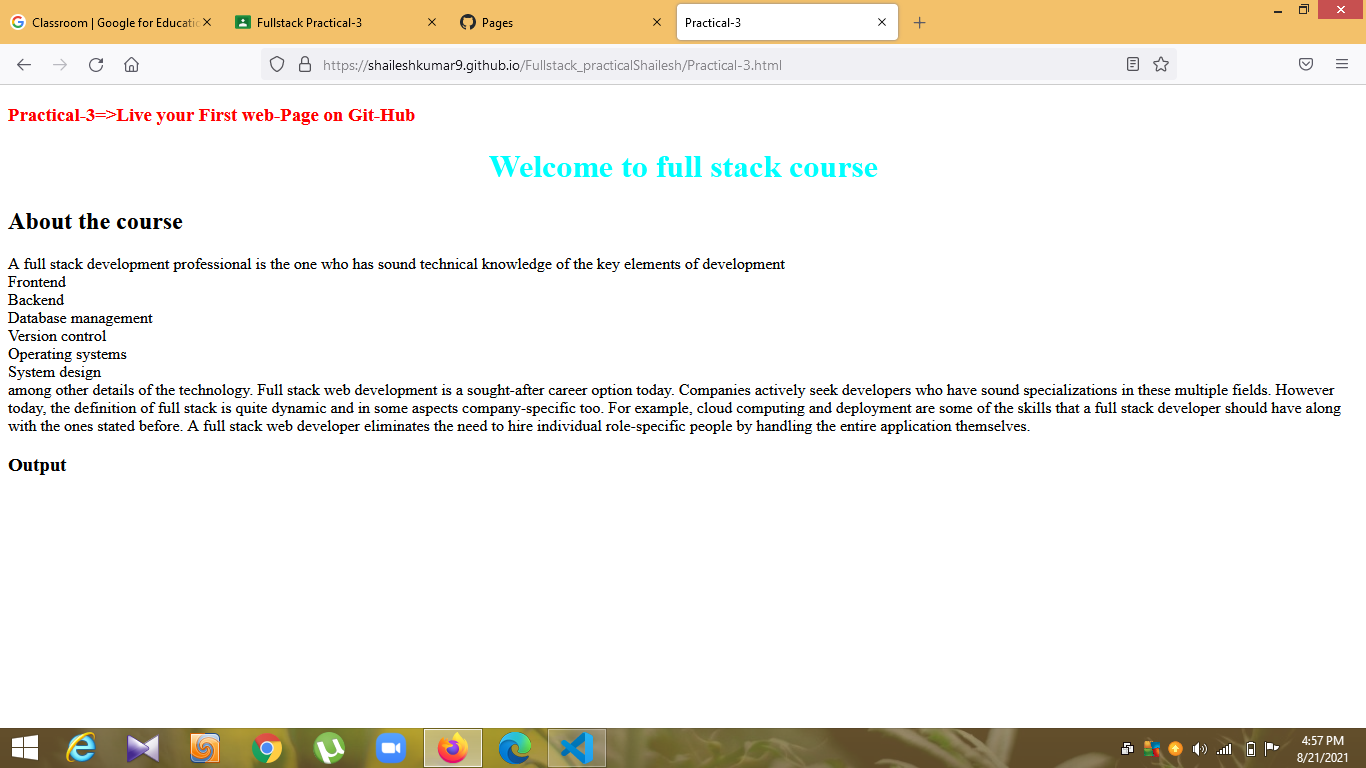 Classroom | Google for Educatio
Fullstack Practical-3
Pages
Practical-3
https://shaileshkumar9.github.io/Fullstack_practicalShailesh/Practical-3.html
Practical-3=>Live your First web-Page on Git-Hub
Welcome to full stack course
About the course
A full stack development professional is the one who has sound technical knowledge of the key elements of development
Frontend
Backend
Database management
Version control
Operating systems
System design
among other details of the technology. Full stack web development is a sought-after career option today. Companies actively seek developers who have sound specializations in these multiple fields. However
today, the definition of full stack is quite dynamic and in some aspects company-specific too. For example, cloud computing and deployment are some of the skills that a full stack developer should have along
with the ones stated before. A full stack web developer eliminates the need to hire individual role-specific people by handling the entire application themselves.
Output
4:57 PM
8/21/2021